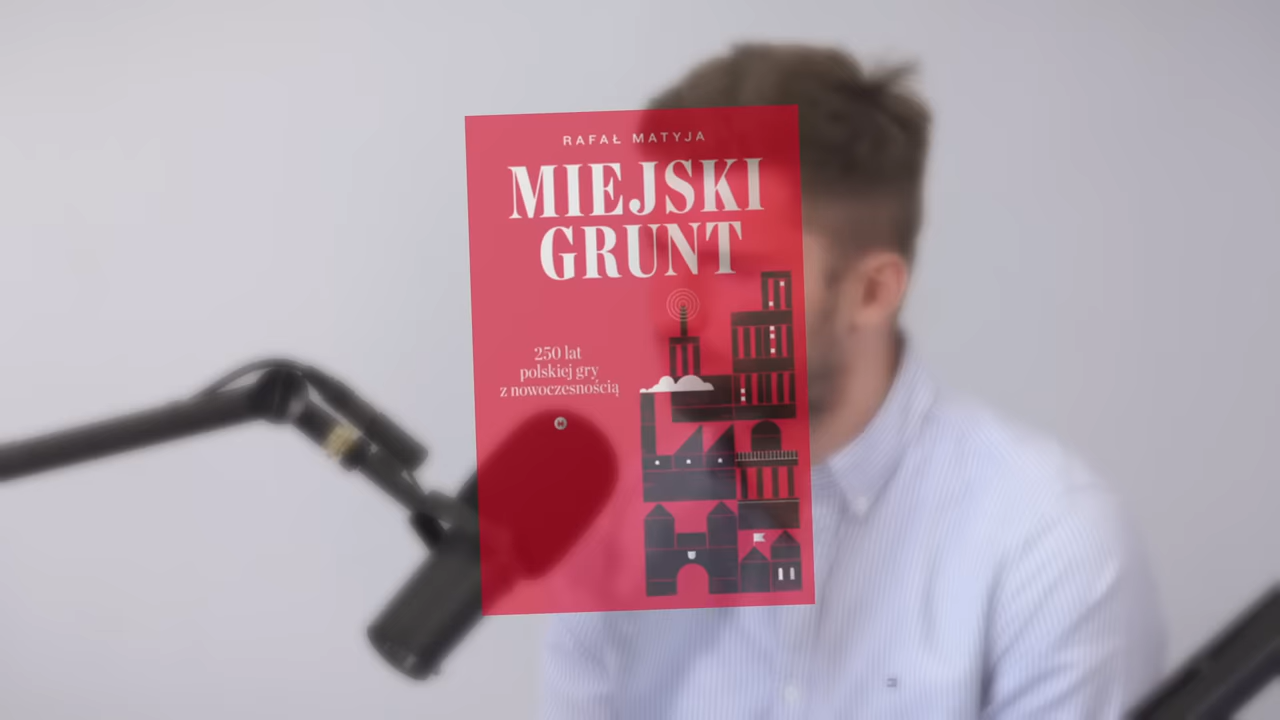 RAFAŁ MATYJA
MIEJSKI
GRUNT
250 lat
polskiej gry
z nowoczesnością